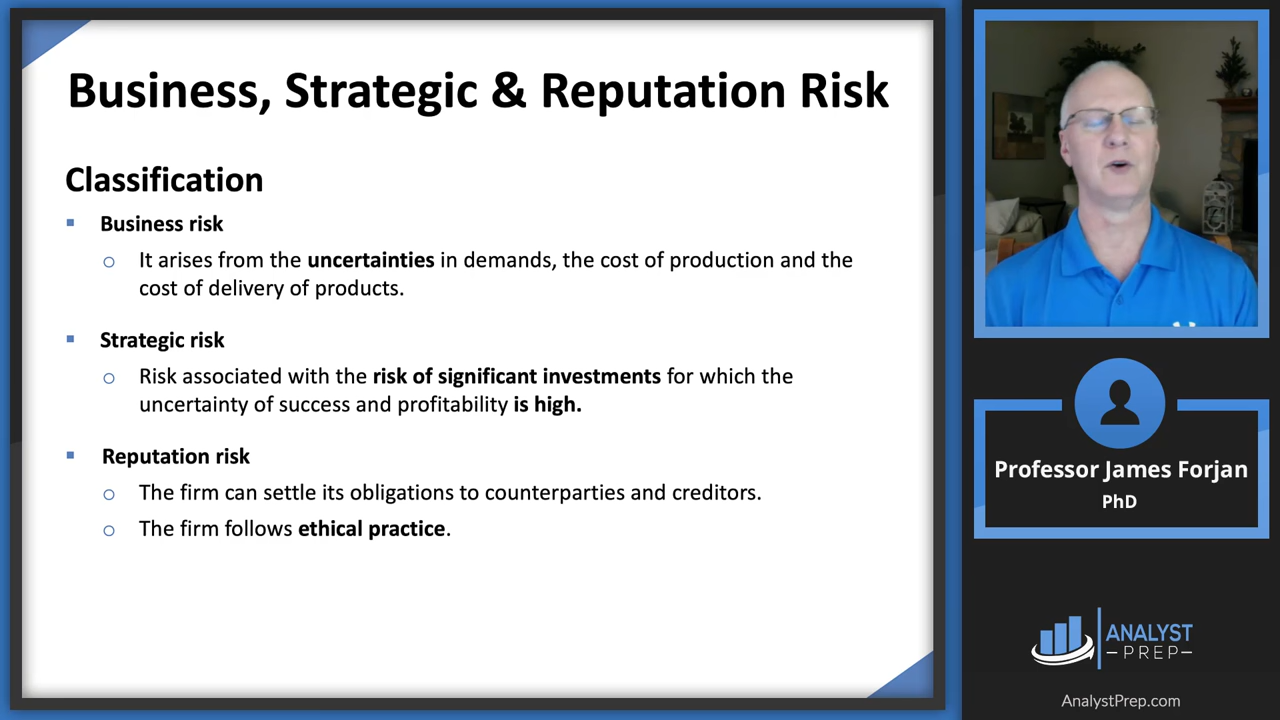 Business, Strategic & Reputation Risk
Classification
Business risk
It arises from the uncertainties in demands, the cost of production and the
cost of delivery of products.
Strategic risk
Risk associated with the risk of significant investments for which the
uncertainty of success and profitability is high.
Reputation risk
The firm can settle its obligations to counterparties and creditors.
The firm follows ethical practice.
Professor James Forjan
PhD
ANALYST
PREP
AnalystPrep.com